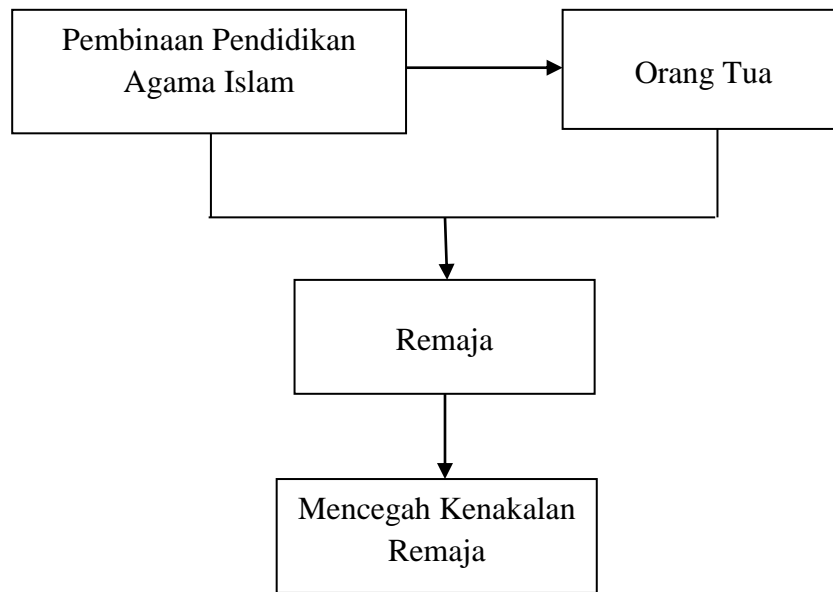 Pembinaan Pendidikan
Agama Islam
Orang Tua
Remaja
Mencegah Kenakalan
Remaja